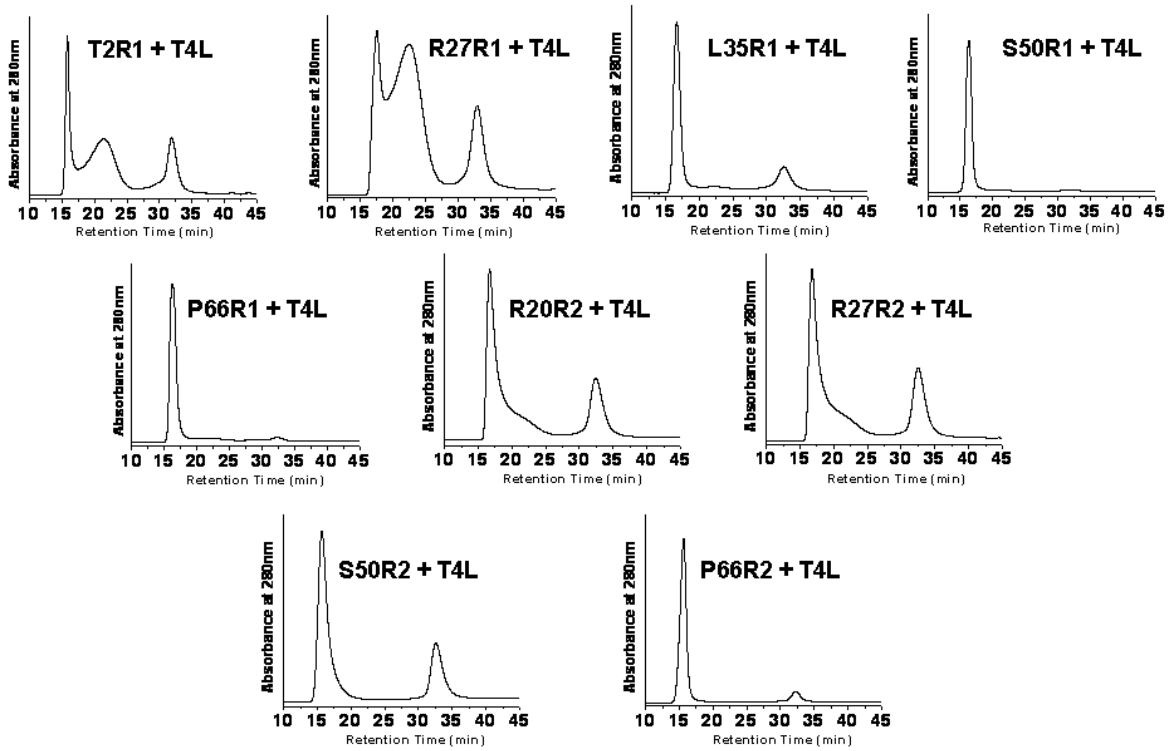 T2R1 + T4L
Absorbance at 280nm
10 15 20 25 30 35 40 45
Retention Time (min)
R27R1 + T4L
Absorbance at 280nm
10 15 20 25 30 35 40 45
Retention Time (min)
L35R1 + T4L
Absorbance at 280nm
10 15 20 25 30 35 40 45
Retention Time (min)
S50R1 + T4L
Absorbance at 280nm
10 15 20 25 30 35 40 45
Retention Time (min)
P66R1 + T4L
Absorbance at 280nm
10 15 20 25 30 35 40 45
Retention Time (min)
R20R2 + T4L
Absorbance at 280nm
10 15 20 25 30 35 40 45
Retention Time (min)
R27R2 + T4L
Absorbance at 280nm
10 15 20 25 30 35 40 45
Retention Time (min)
S50R2 + T4L
Absorbance at 280nm
10 15 20 25 30 35 40 45
Retention Time (min)
P66R2 + T4L
Absorbance at 280nm
10 15 20 25 30 35 40 45
Retention Time (min)